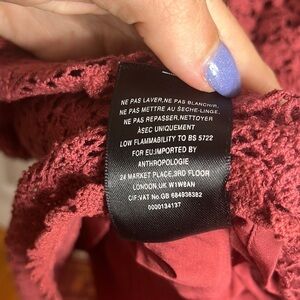 NE PAS LAVER,NE PAS BLANCHIR,
NE PAS METTRE AU SECHE-LINGE,
NE PAS REPASSER, NETTOYER
ÀSEC UNIQUEMENT
LOW FLAMMABILITY TO BS 5722
FOR EU,IMPORTED BY
ANTHROPOLOGIE
24 MARKET PLACE,3RD FLOOR
LONDON,UK W1W8AN
CIF:VAT No.GB 684936382
0000134137